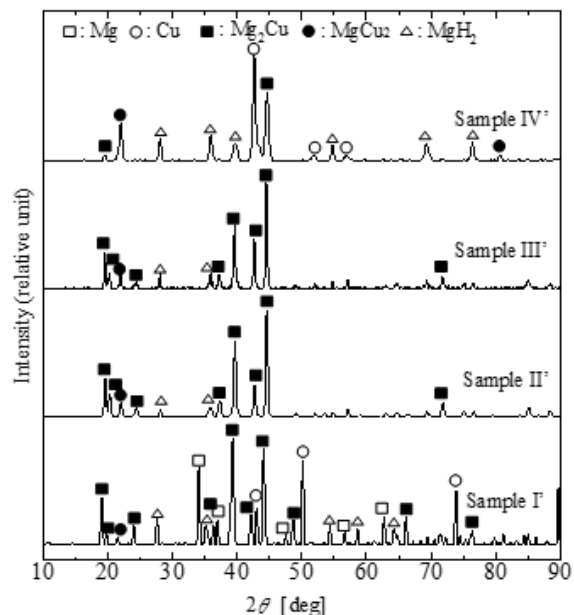 □: Mg ○: Cu ■: Mg₂Cu ●: MgCu₂ △: MgH₂
Sample IV'
Sample III'
Sample II'
Sample I'
Intensity (relative unit)
10 20 30 40 50 60 70 80 90
2θ [deg]